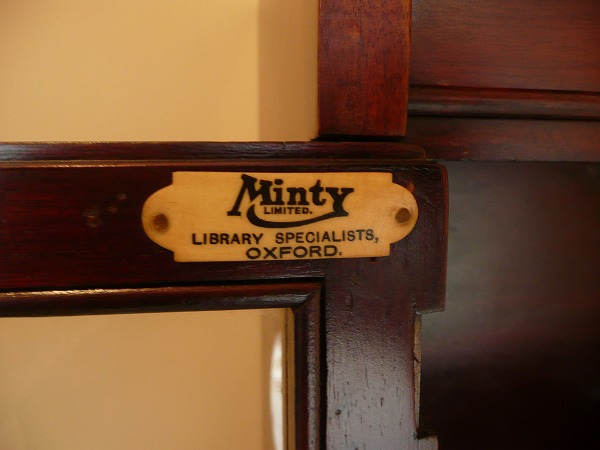 Minty
LIMITED.
LIBRARY SPECIALISTS,
OXFORD.